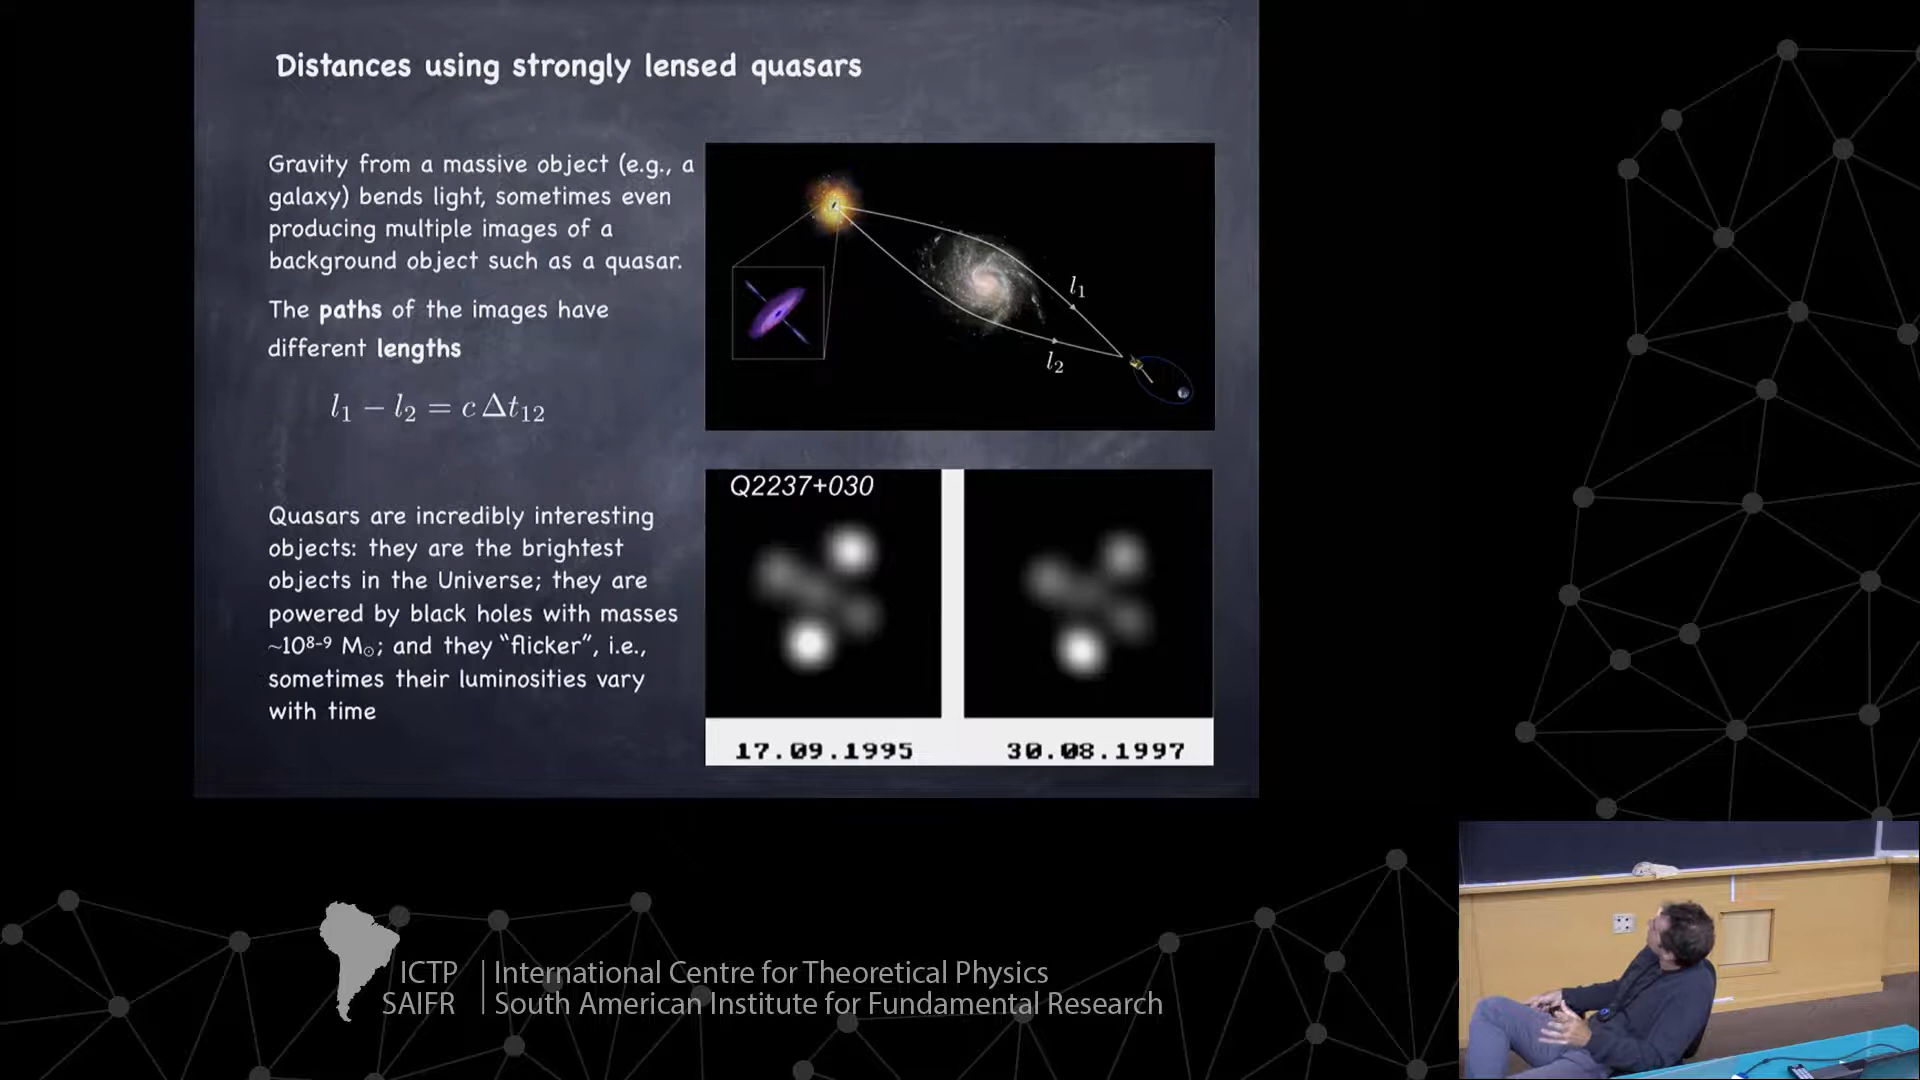 Distances using strongly lensed quasars
Gravity from a massive object (e.g., a
galaxy) bends light, sometimes even
producing multiple images of a
background object such as a quasar.
The paths of the images have
different lengths
l₁ − l₂ = c Δt₁₂
Quasars are incredibly interesting
objects: they are the brightest
objects in the Universe; they are
powered by black holes with masses
~10⁸⁻⁹ M⊙; and they “flicker”, i.e.,
sometimes their luminosities vary
with time
l₁
l₂
Q2237+030
17.09.1995
30.08.1997
ICTP
SAIFR
International Centre for Theoretical Physics
South American Institute for Fundamental Research